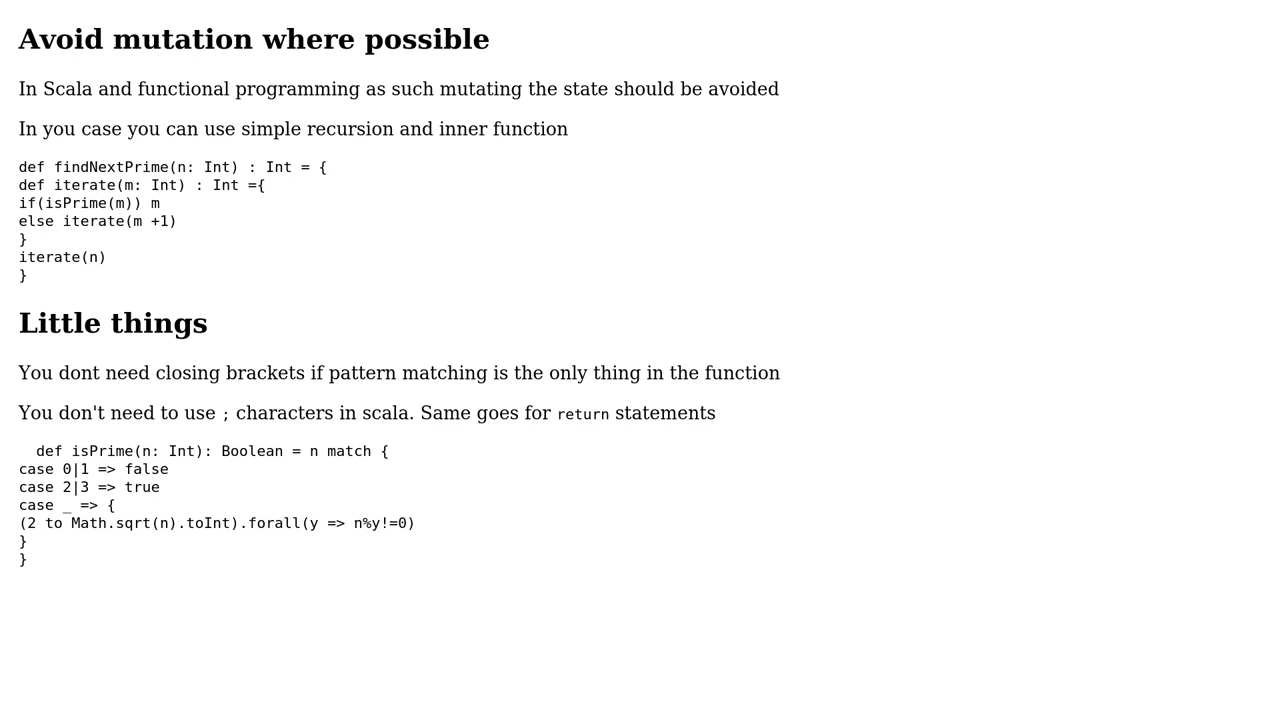 Avoid mutation where possible
In Scala and functional programming as such mutating the state should be avoided
In you case you can use simple recursion and inner function
def findNextPrime(n: Int) : Int = {
def iterate(m: Int) : Int ={
if(isPrime(m)) m
else iterate(m +1)
}
iterate(n)
}
Little things
You dont need closing brackets if pattern matching is the only thing in the function
You don't need to use ; characters in scala. Same goes for return statements
  def isPrime(n: Int): Boolean = n match {
case 0|1 => false
case 2|3 => true
case _ => {
(2 to Math.sqrt(n).toInt).forall(y => n%y!=0)
}
}